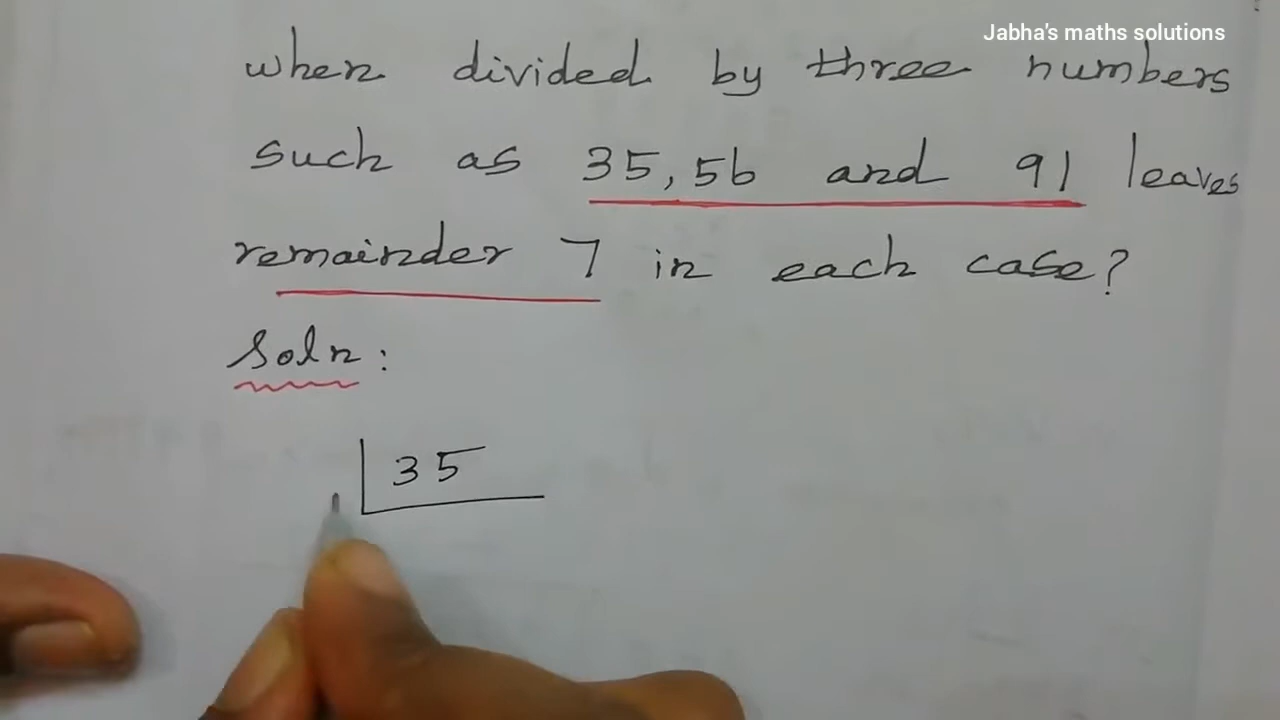 Jabha's maths solutions
when divided by three numbers
such as 35, 56 and 91 leaves
remainder 7 in each case?
Soln:
35